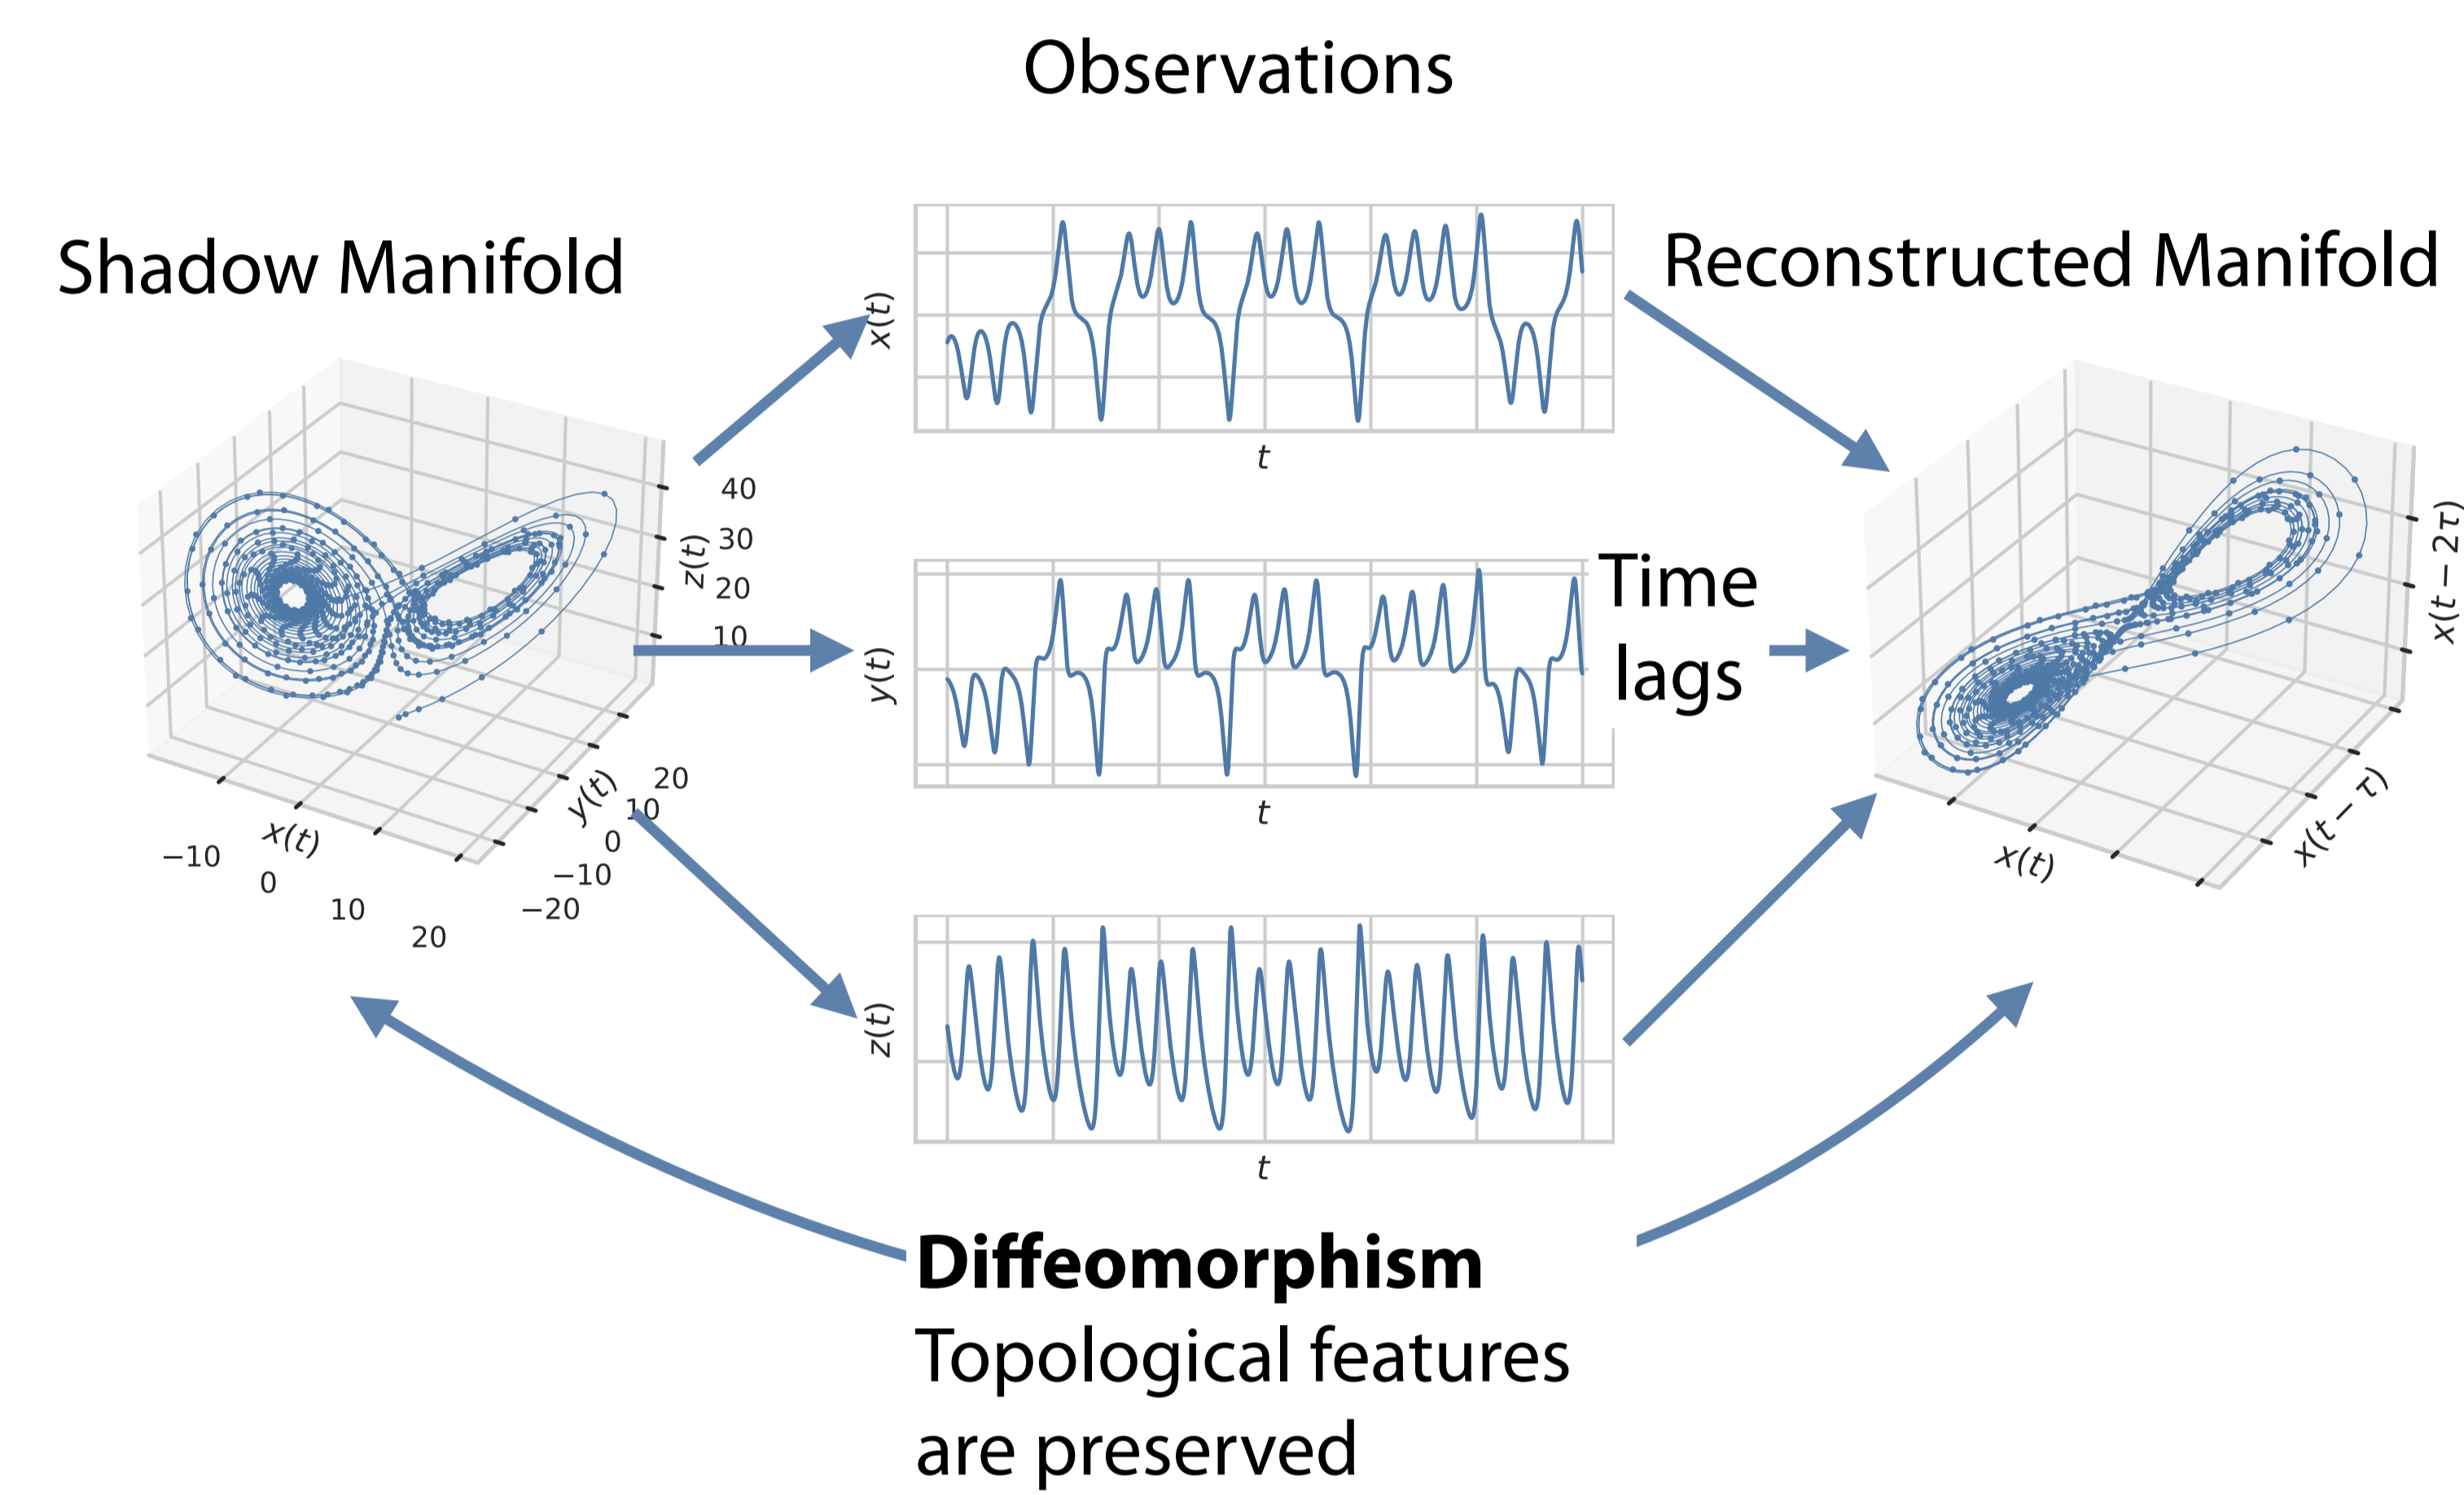 Observations
Shadow Manifold
Reconstructed Manifold
x(t)
t
40
30
20
10
z(t)
y(t)
20
10
0
−10
−20
x(t)
−10
0
10
20
y(t)
t
Time
lags
x(t − 2τ)
x(t − τ)
x(t)
z(t)
t
Diffeomorphism
Topological features
are preserved